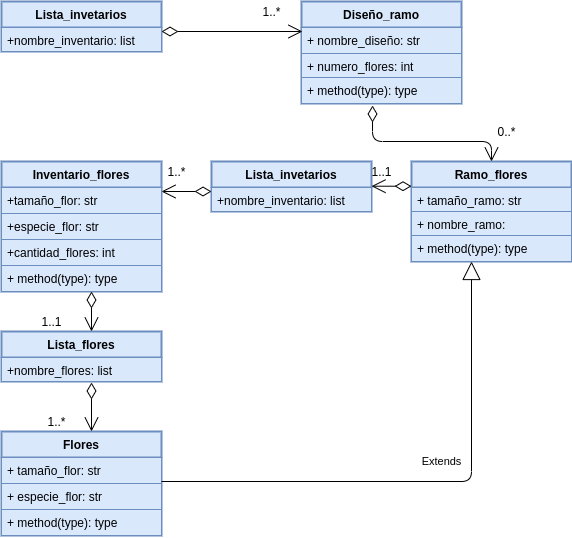 Lista_invetarios
+nombre_inventario: list
1..*
Diseño_ramo
+ nombre_diseño: str
+ numero_flores: int
+ method(type): type
0..*
Inventario_flores
+tamaño_flor: str
+especie_flor: str
+cantidad_flores: int
+ method(type): type
1..*
Lista_invetarios
+nombre_inventario: list
1..1
Ramo_flores
+ tamaño_ramo: str
+ nombre_ramo:
+ method(type): type
1..1
Lista_flores
+nombre_flores: list
1..*
Flores
+ tamaño_flor: str
+ especie_flor: str
+ method(type): type
Extends